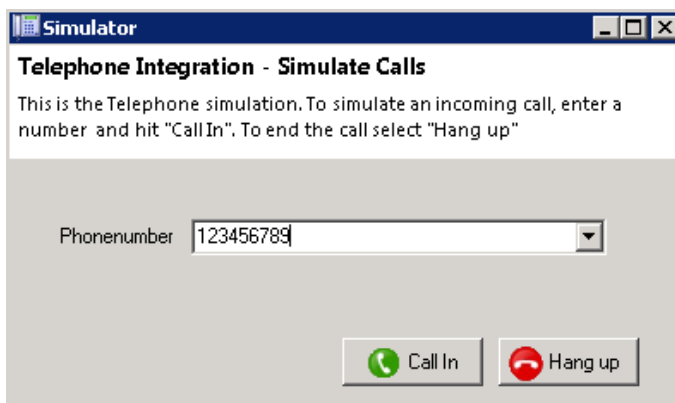 Simulator
Telephone Integration - Simulate Calls
This is the Telephone simulation. To simulate an incoming call, enter a
number and hit "Call In". To end the call select "Hang up"
Phonenumber 123456789
Call In Hang up